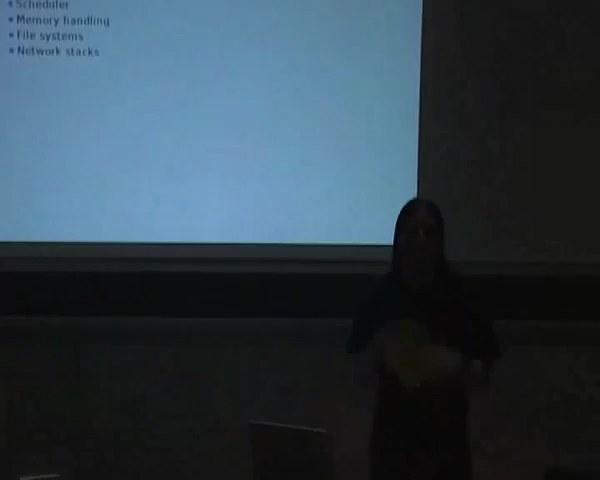 • Scheduler
• Memory handling
• File systems
• Network stacks